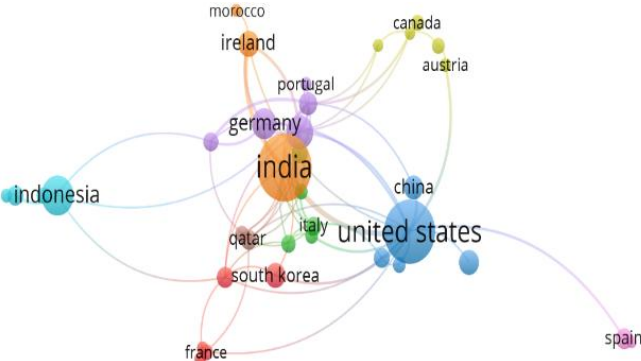 morocco
canada
ireland
austria
portugal
germany
india
china
indonesia
italy
united states
qatar
south korea
spain
france